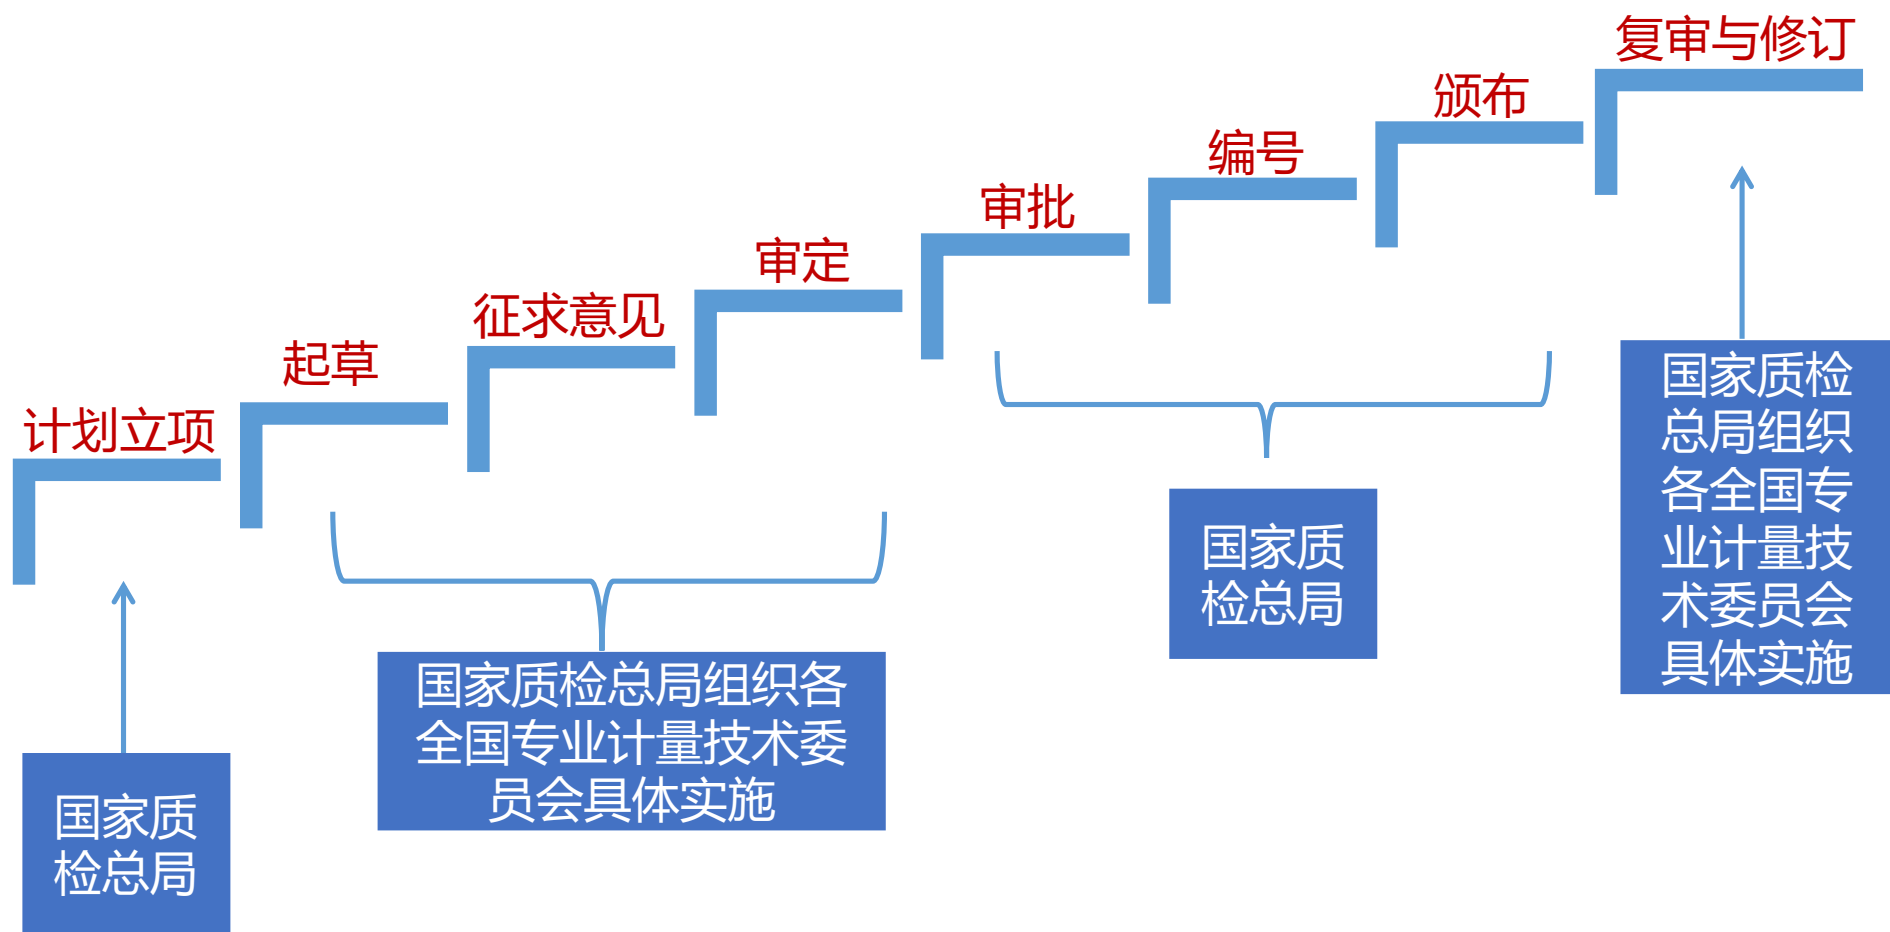 计划立项
起草
征求意见
审定
审批
编号
颁布
复审与修订
国家质
检总局
国家质检总局组织各
全国专业计量技术委
员会具体实施
国家质
检总局
国家质检
总局组织
各全国专
业计量技
术委员会
具体实施